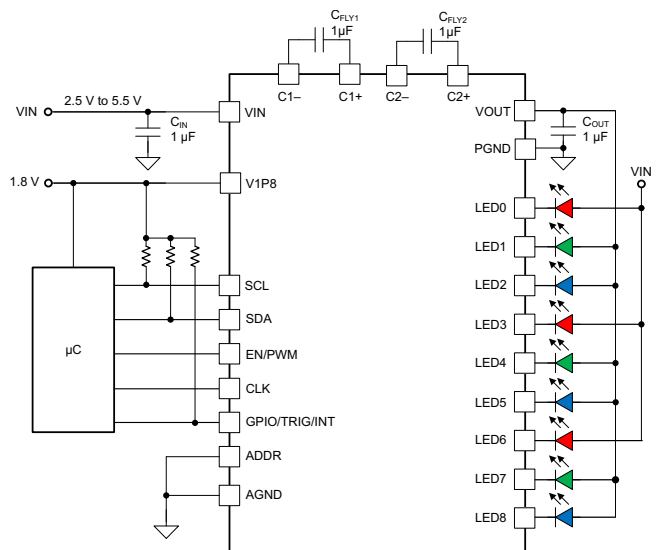 CFLY1
1µF
CFLY2
1µF
C1–
C1+
C2–
C2+
VIN
2.5 V to 5.5 V
CIN
1 µF
VIN
VOUT
COUT
1 µF
PGND
VIN
1.8 V
V1P8
LED0
LED1
LED2
LED3
LED4
LED5
LED6
LED7
LED8
µC
SCL
SDA
EN/PWM
CLK
GPIO/TRIG/INT
ADDR
AGND